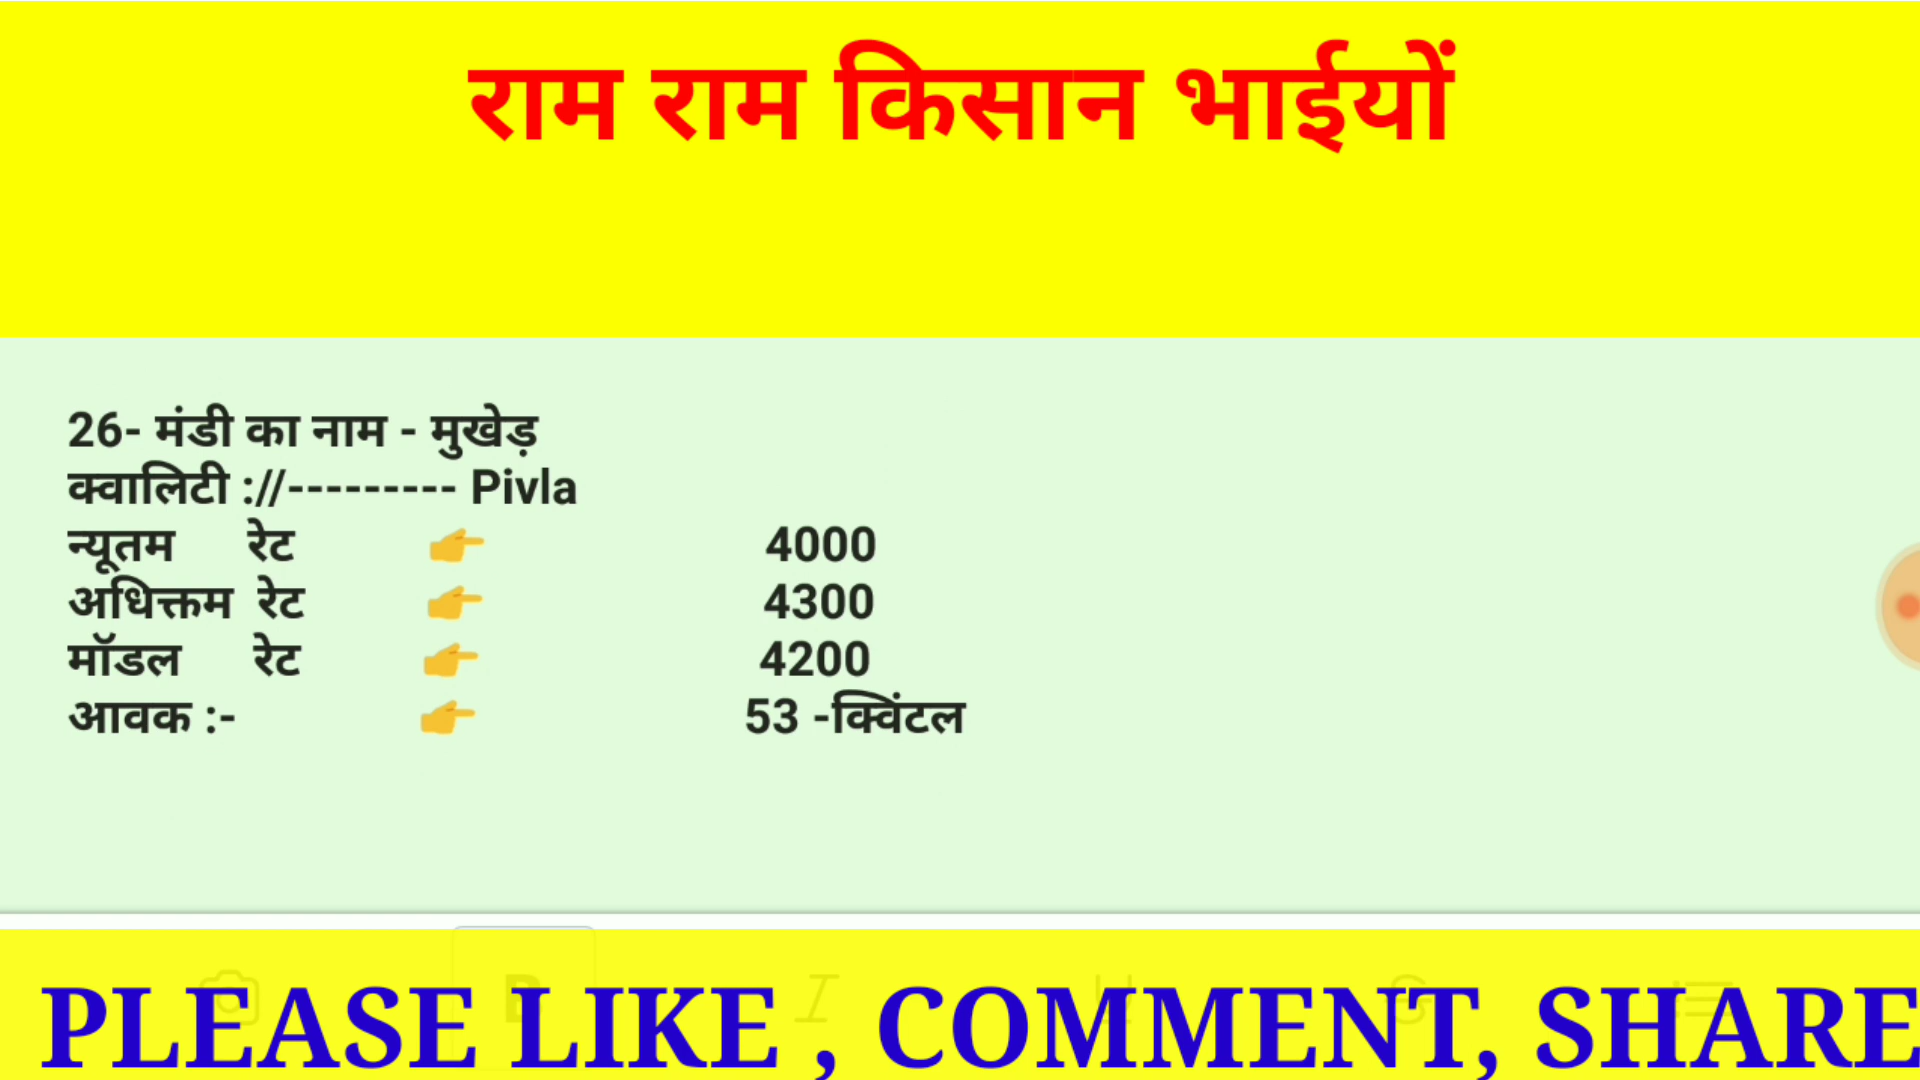 राम राम किसान भाईयों
26- मंडी का नाम - मुखेड़
क्वालिटी ://--------- Pivla
न्यूतम रेट 👉 4000
अधिक्तम रेट 👉 4300
मॉडल रेट 👉 4200
आवक :- 👉 53 -क्विंटल
PLEASE LIKE , COMMENT, SHARE